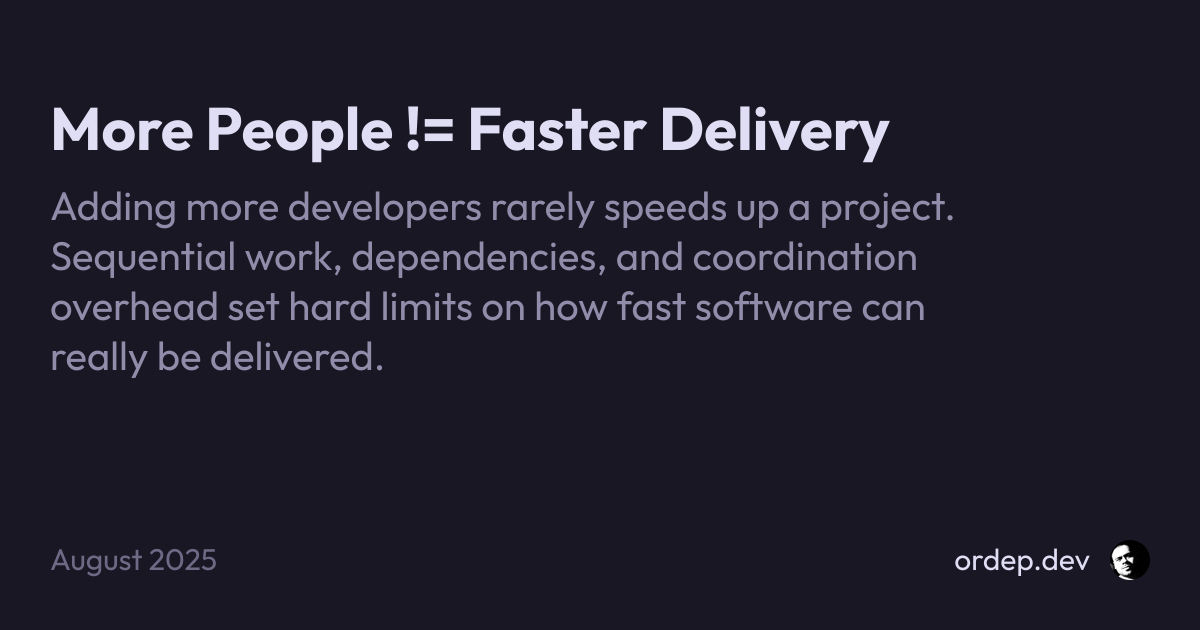 More People != Faster Delivery
Adding more developers rarely speeds up a project.
Sequential work, dependencies, and coordination
overhead set hard limits on how fast software can
really be delivered.
August 2025
ordep.dev